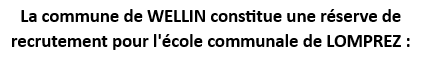 La commune de WELLIN constitue une réserve de
recrutement pour l'école communale de LOMPREZ :